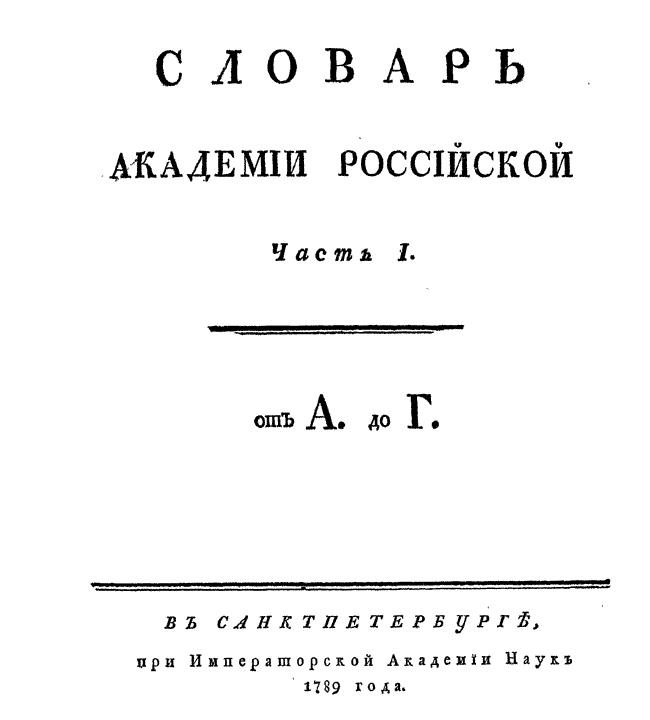 СЛОВАРЬ
АКАДЕМІИ РОССІЙСКОЙ
Часть I.
отъ А. до Г.
ВЪ САНКТПЕТЕРБУРГѢ,
при Императорской Академіи Наукъ
1789 года.